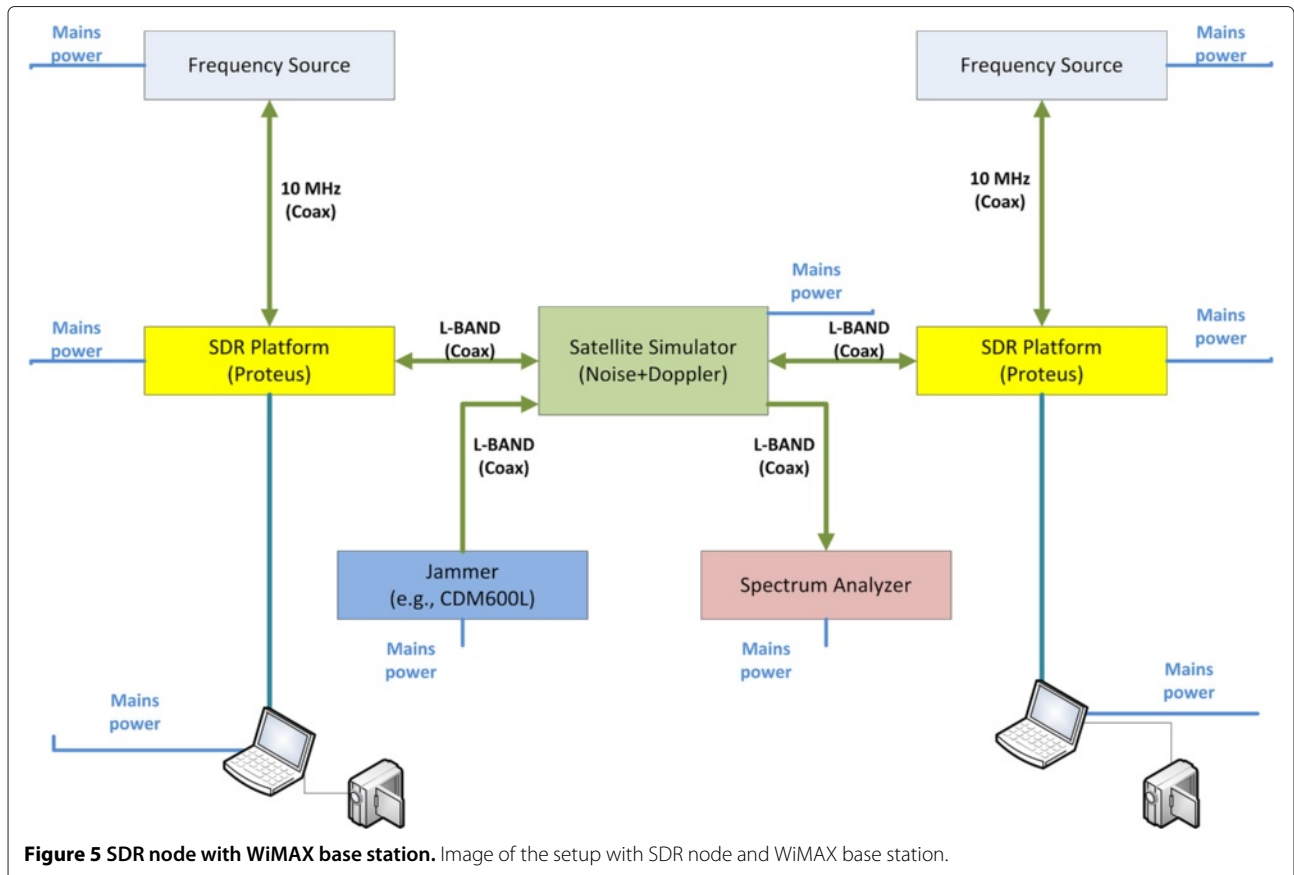 Mains
power
Frequency Source
Frequency Source
Mains
power
10 MHz
(Coax)
10 MHz
(Coax)
Mains
power
SDR Platform
(Proteus)
L-BAND
(Coax)
Satellite Simulator
(Noise+Doppler)
Mains
power
L-BAND
(Coax)
SDR Platform
(Proteus)
Mains
power
L-BAND
(Coax)
L-BAND
(Coax)
Jammer
(e.g., CDM600L)
Spectrum Analyzer
Mains
power
Mains
power
Mains
power
Mains
power
Figure 5 SDR node with WiMAX base station. Image of the setup with SDR node and WiMAX base station.